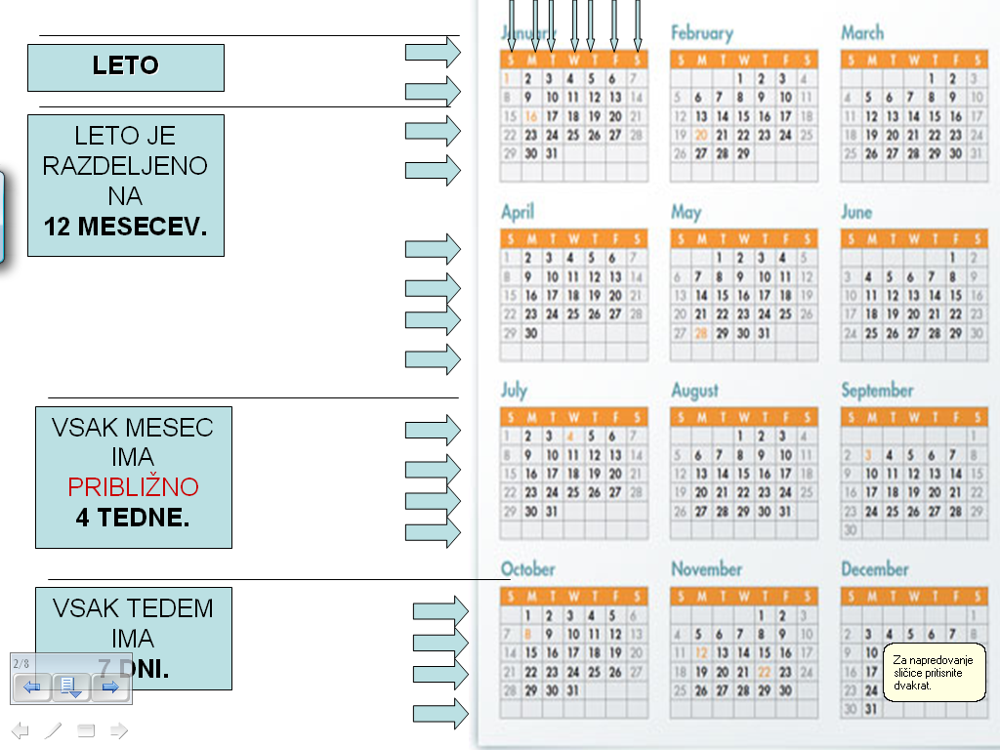 LETO
LETO JE
RAZDELJENO
NA
12 MESECEV.
VSAK MESEC
IMA
PRIBLIŽNO
4 TEDNE.
VSAK TEDEM
IMA
7 DNI.
2/8
January
S M T W T F S
1 2 3 4 5 6 7
8 9 10 11 12 13 14
15 16 17 18 19 20 21
22 23 24 25 26 27 28
29 30 31
February
S M T W T F S
1 2 3 4
5 6 7 8 9 10 11
12 13 14 15 16 17 18
19 20 21 22 23 24 25
26 27 28 29
March
S M T W T F S
1 2 3
4 5 6 7 8 9 10
11 12 13 14 15 16 17
18 19 20 21 22 23 24
25 26 27 28 29 30 31
April
S M T W T F S
1 2 3 4 5 6 7
8 9 10 11 12 13 14
15 16 17 18 19 20 21
22 23 24 25 26 27 28
29 30
May
S M T W T F S
1 2 3 4 5
6 7 8 9 10 11 12
13 14 15 16 17 18 19
20 21 22 23 24 25 26
27 28 29 30 31
June
S M T W T F S
1 2
3 4 5 6 7 8 9
10 11 12 13 14 15 16
17 18 19 20 21 22 23
24 25 26 27 28 29 30
July
S M T W T F S
1 2 3 4 5 6 7
8 9 10 11 12 13 14
15 16 17 18 19 20 21
22 23 24 25 26 27 28
29 30 31
August
S M T W T F S
1 2 3 4
5 6 7 8 9 10 11
12 13 14 15 16 17 18
19 20 21 22 23 24 25
26 27 28 29 30 31
September
S M T W T F S
1
2 3 4 5 6 7 8
9 10 11 12 13 14 15
16 17 18 19 20 21 22
23 24 25 26 27 28 29
30
October
S M T W T F S
1 2 3 4 5 6
7 8 9 10 11 12 13
14 15 16 17 18 19 20
21 22 23 24 25 26 27
28 29 30 31
November
S M T W T F S
1 2 3
4 5 6 7 8 9 10
11 12 13 14 15 16 17
18 19 20 21 22 23 24
25 26 27 28 29 30
December
S M T W T F S
1
2 3 4 5 6 7 8
9 10
16 17
23 24
30 31
Za napredovanje
sličice pritisnite
dvakrat.